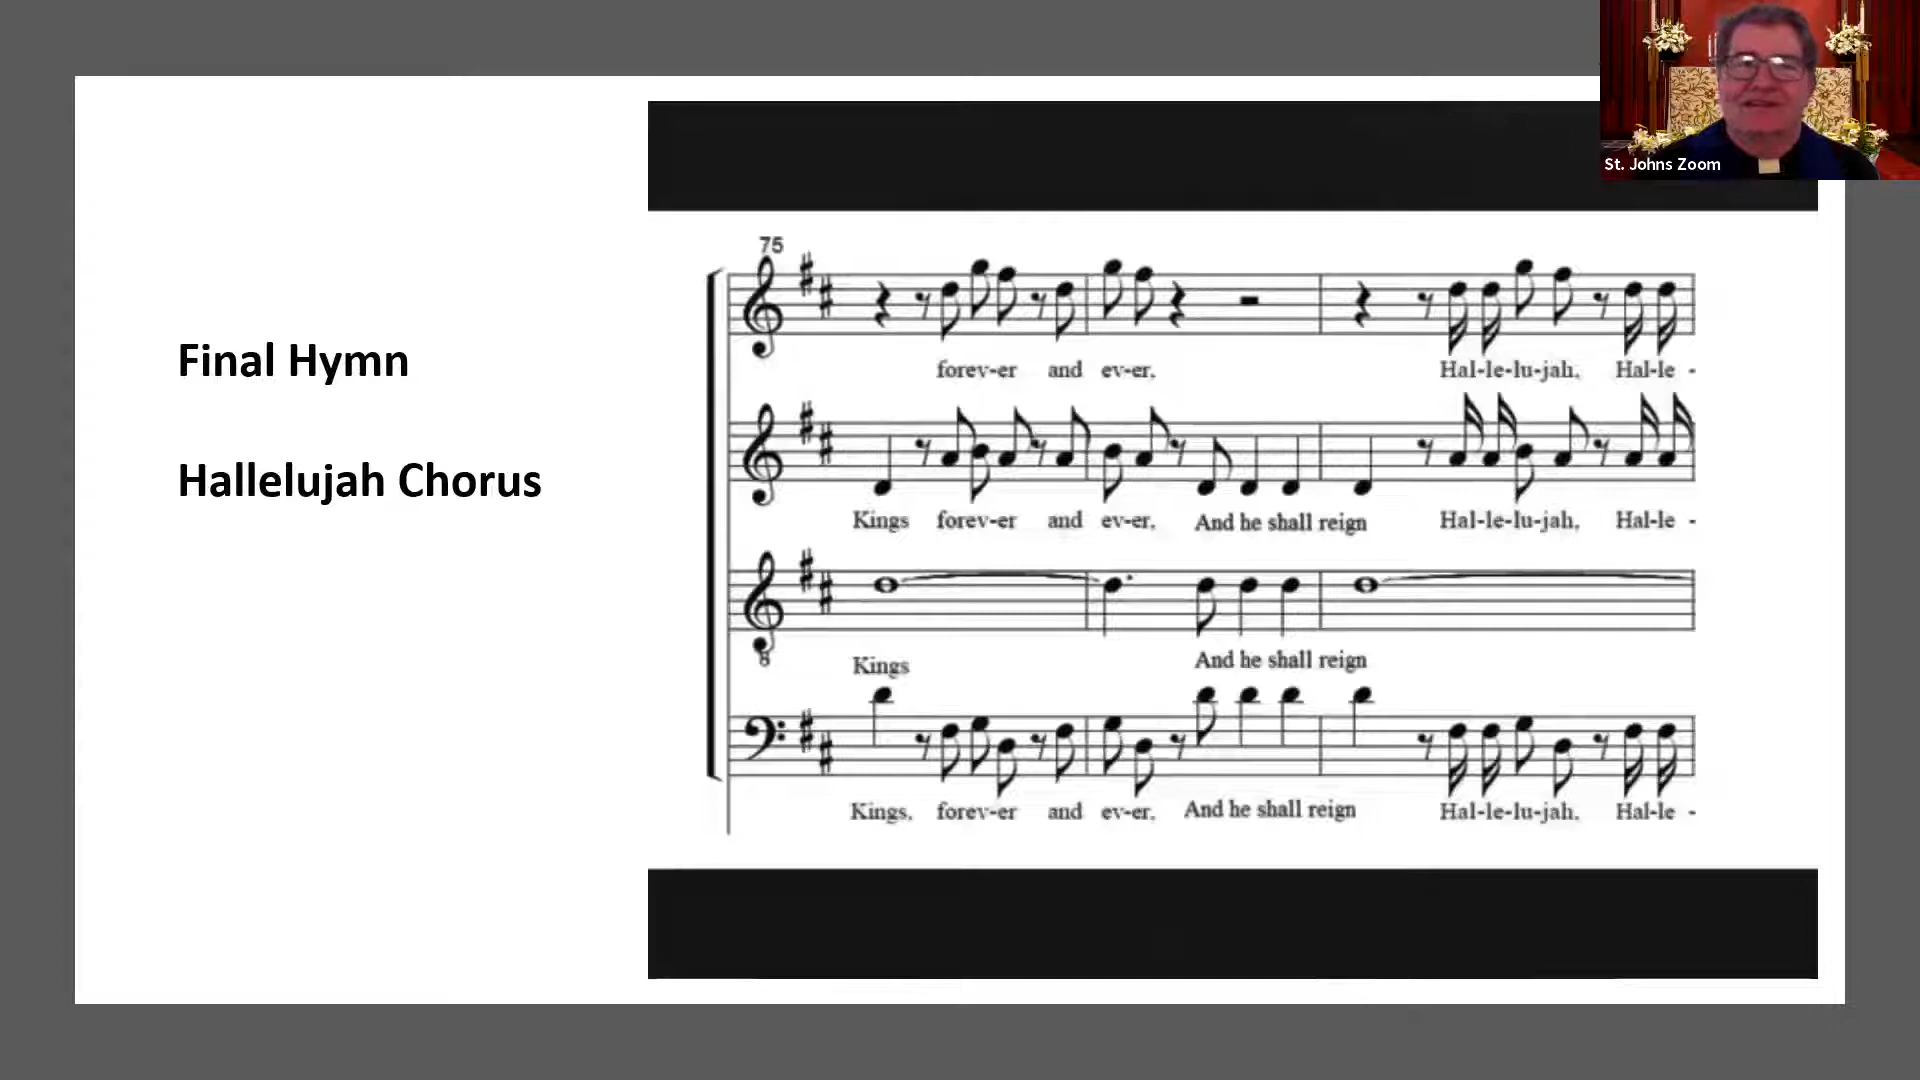 St. Johns Zoom
Final Hymn
Hallelujah Chorus
75
forev-er and ev-er, Hal-le-lu-jah, Hal-le -
Kings forev-er and ev-er, And he shall reign Hal-le-lu-jah, Hal-le -
8
Kings And he shall reign
Kings, forev-er and ev-er, And he shall reign Hal-le-lu-jah, Hal-le -